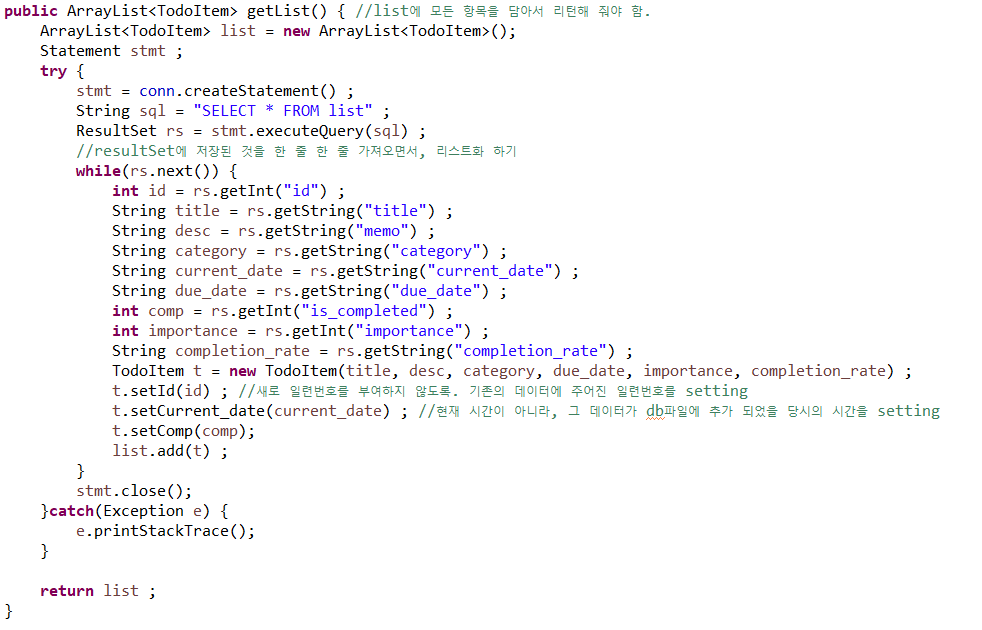 public ArrayList<TodoItem> getList() { //list에 모든 항목을 담아서 리턴해 줘야 함.
    ArrayList<TodoItem> list = new ArrayList<TodoItem>();
    Statement stmt ;
    try {
        stmt = conn.createStatement() ;
        String sql = "SELECT * FROM list" ;
        ResultSet rs = stmt.executeQuery(sql) ;
        //resultSet에 저장된 것을 한 줄 한 줄 가져오면서, 리스트화 하기
        while(rs.next()) {
            int id = rs.getInt("id") ;
            String title = rs.getString("title") ;
            String desc = rs.getString("memo") ;
            String category = rs.getString("category") ;
            String current_date = rs.getString("current_date") ;
            String due_date = rs.getString("due_date") ;
            int comp = rs.getInt("is_completed") ;
            int importance = rs.getInt("importance") ;
            String completion_rate = rs.getString("completion_rate") ;
            TodoItem t = new TodoItem(title, desc, category, due_date, importance, completion_rate) ;
            t.setId(id) ; //새로 일련번호를 부여하지 않도록. 기존의 데이터에 주어진 일련번호를 setting
            t.setCurrent_date(current_date) ; //현재 시간이 아니라, 그 데이터가 db파일에 추가 되었을 당시의 시간을 setting
            t.setComp(comp);
            list.add(t) ;
        }
        stmt.close();
    }catch(Exception e) {
        e.printStackTrace();
    }

    return list ;
}